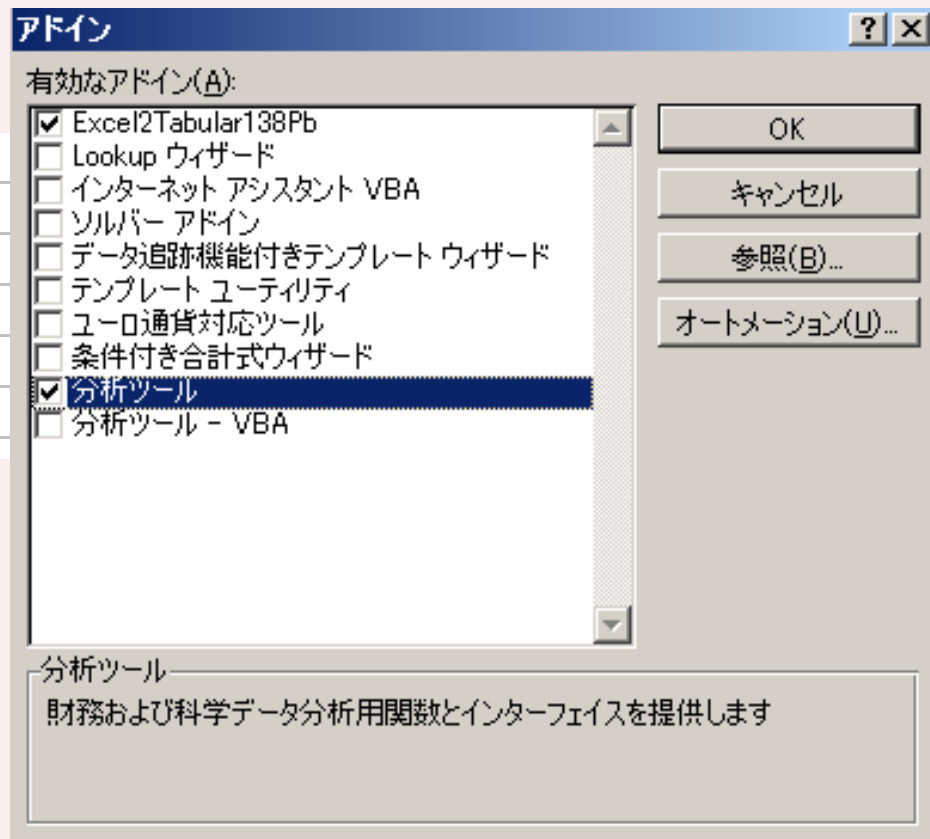 アドイン
有効なアドイン(A):
Excel2Tabular138Pb
Lookup ウィザード
インターネット アシスタント VBA
ソルバー アドイン
データ追跡機能付きテンプレート ウィザード
テンプレート ユーティリティ
ユーロ通貨対応ツール
条件付き合計式ウィザード
分析ツール
分析ツール - VBA
OK
キャンセル
参照(B)...
オートメーション(U)...
分析ツール
財務および科学データ分析用関数とインターフェイスを提供します